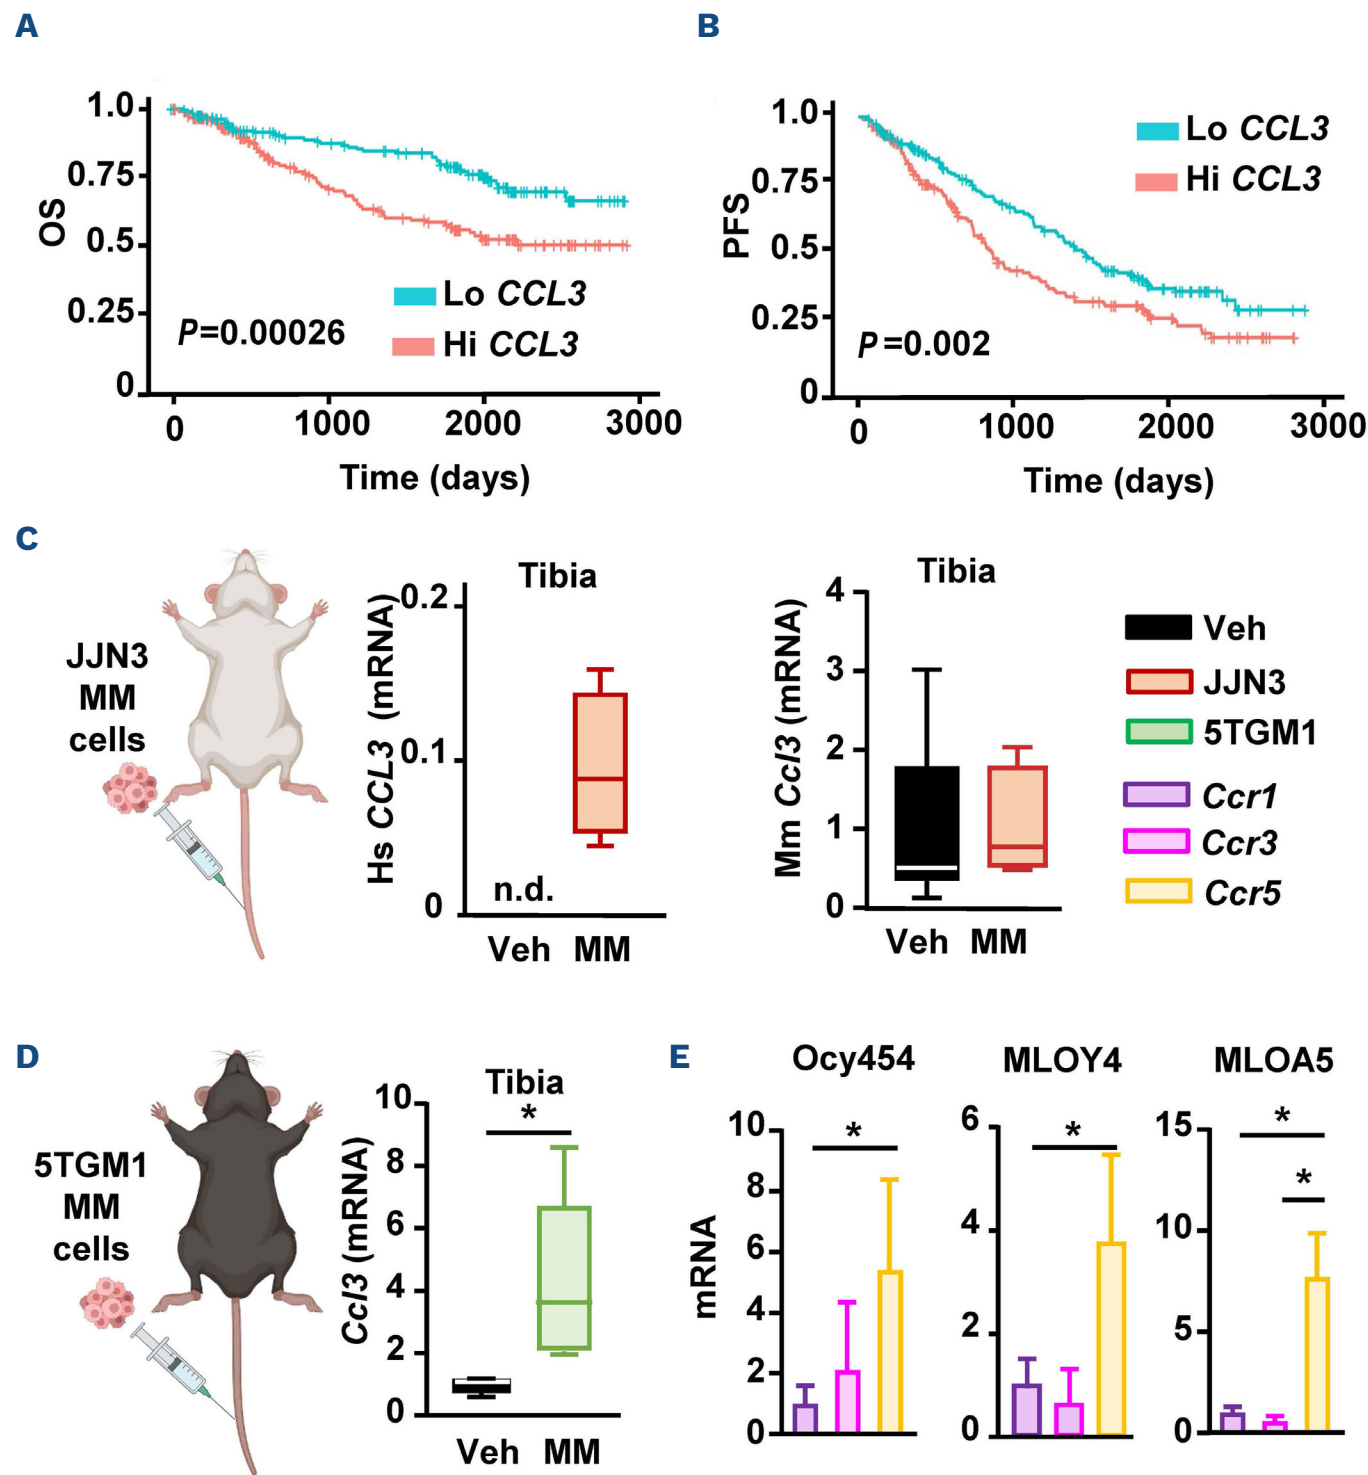 A
1.0
0.75
0.5
0.25
0
OS
P=0.00026
Lo CCL3
Hi CCL3
0 1000 2000 3000
Time (days)
B
1.0
0.75
0.5
0.25
0
PFS
P=0.002
Lo CCL3
Hi CCL3
0 1000 2000 3000
Time (days)
C
JJN3
MM
cells
Tibia
0.2
0.1
0
Hs CCL3 (mRNA)
n.d.
Veh MM
Tibia
4
3
2
1
0
Mm Ccl3 (mRNA)
Veh MM
Veh
JJN3
5TGM1
Ccr1
Ccr3
Ccr5
D
5TGM1
MM
cells
Tibia
*
10
8
6
4
2
0
Ccl3 (mRNA)
Veh MM
E
mRNA
Ocy454
*
10
8
6
4
2
0
MLOY4
*
6
4
2
0
MLOA5
*
*
15
10
5
0